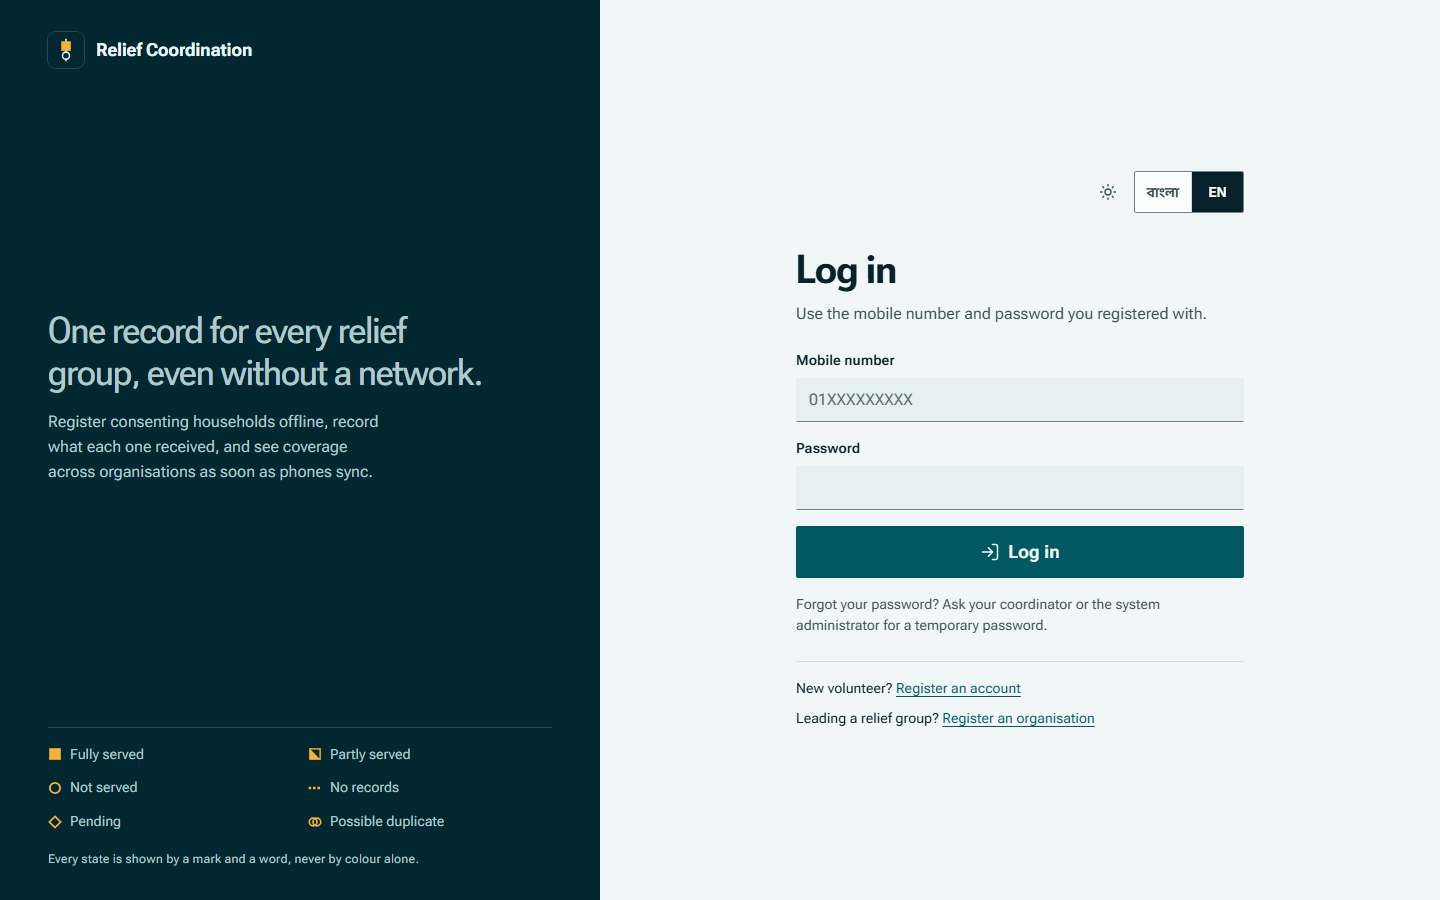 Relief Coordination
One record for every relief
group, even without a network.
Register consenting households offline, record
what each one received, and see coverage
across organisations as soon as phones sync.
Fully served
Partly served
Not served
No records
Pending
Possible duplicate
Every state is shown by a mark and a word, never by colour alone.
বাংলা EN
Log in
Use the mobile number and password you registered with.
Mobile number
01XXXXXXXXX
Password
Log in
Forgot your password? Ask your coordinator or the system
administrator for a temporary password.
New volunteer? Register an account
Leading a relief group? Register an organisation